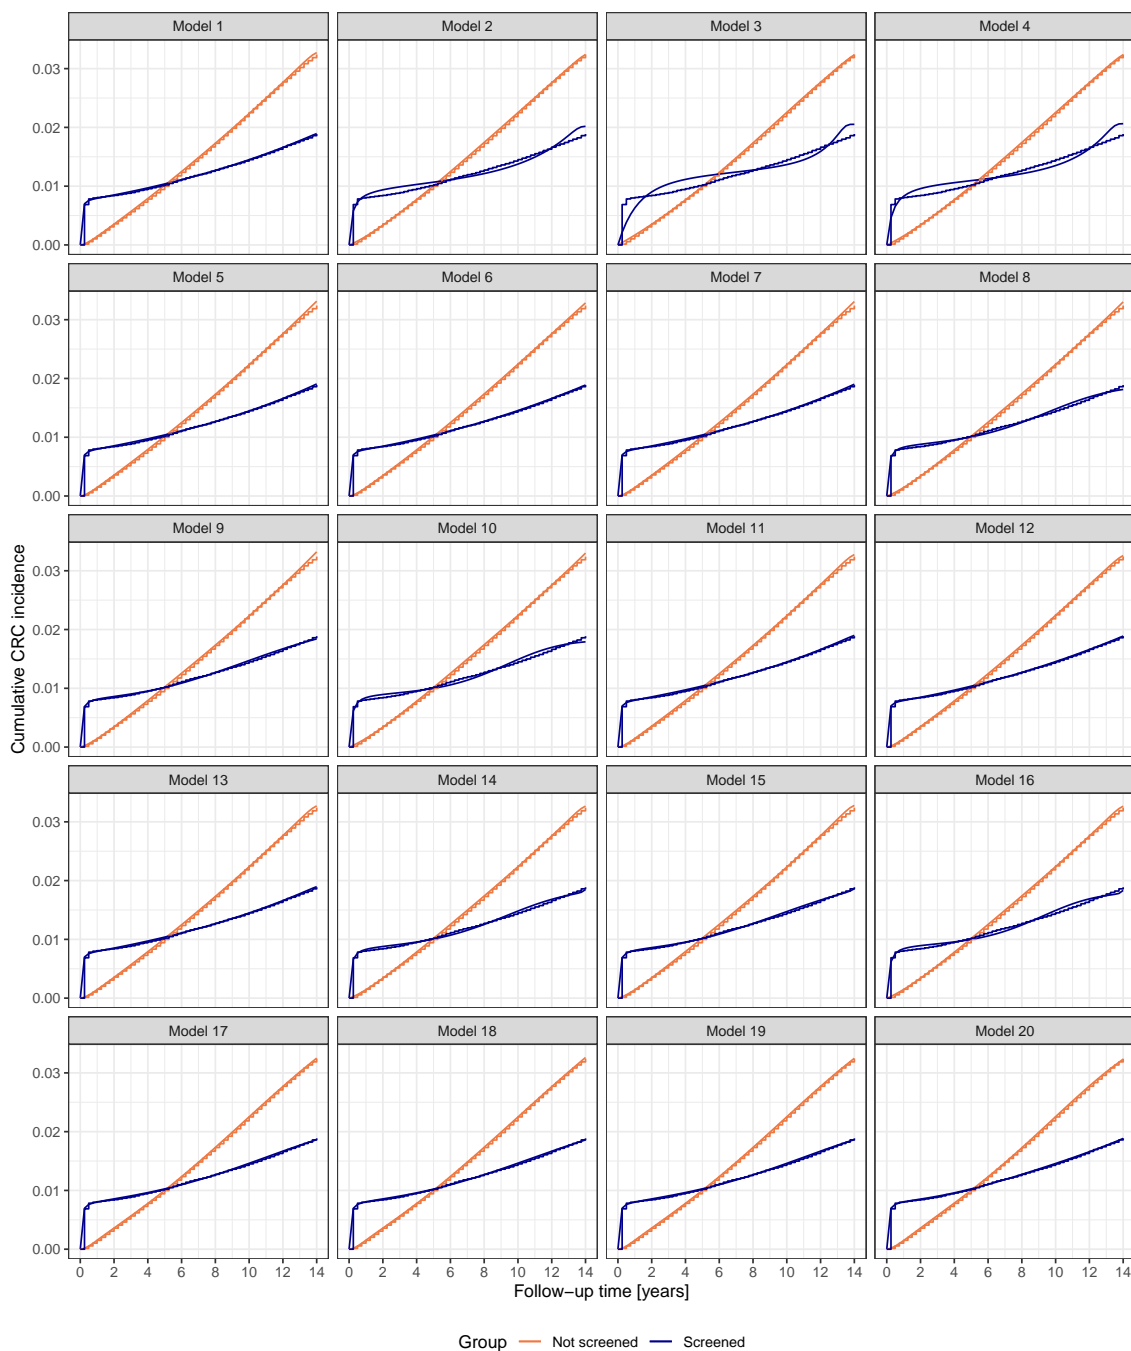 Model 1 Model 2 Model 3 Model 4
0.03
0.02
0.01
0.00
Model 5 Model 6 Model 7 Model 8
0.03
0.02
0.01
0.00
Model 9 Model 10 Model 11 Model 12
0.03
0.02
0.01
0.00
Model 13 Model 14 Model 15 Model 16
0.03
0.02
0.01
0.00
Model 17 Model 18 Model 19 Model 20
0.03
0.02
0.01
0.00
Cumulative CRC incidence
0 2 4 6 8 10 12 14 0 2 4 6 8 10 12 14 0 2 4 6 8 10 12 14 0 2 4 6 8 10 12 14
Follow−up time [years]
Group Not screened Screened